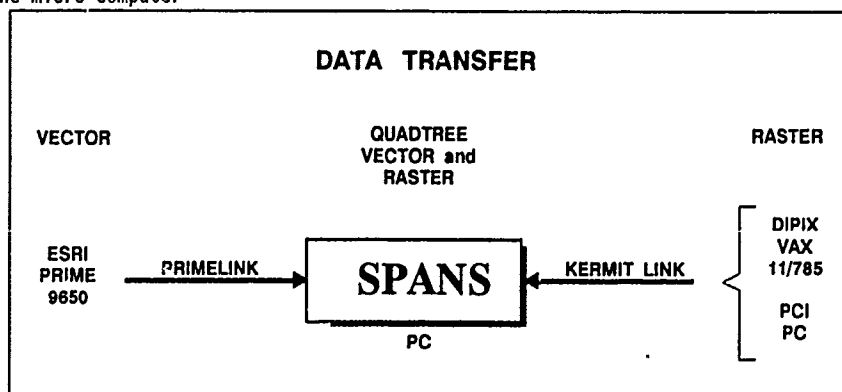 DATA TRANSFER
VECTOR
QUADTREE
VECTOR and
RASTER
RASTER
ESRI
PRIME
9650
PRIMELINK
SPANS
PC
KERMIT LINK
DIPIX
VAX
11/785
PCI
PC